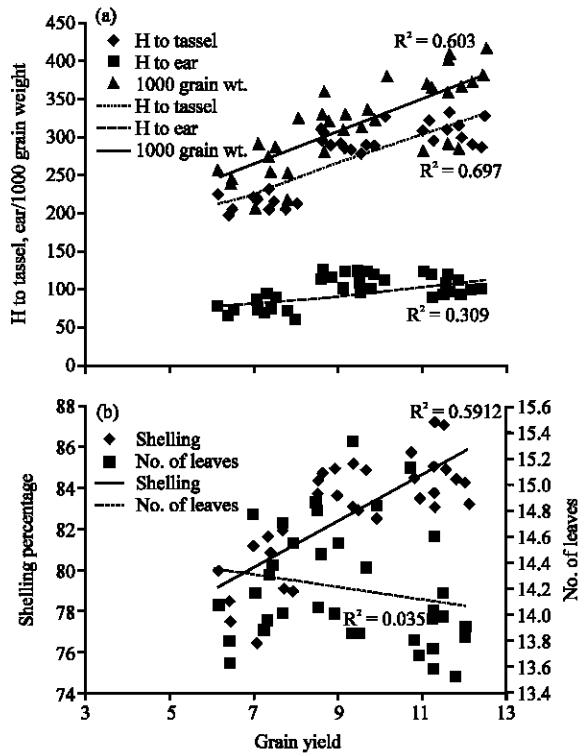 (a)
H to tassel
H to ear
1000 grain wt.
H to tassel
H to ear
1000 grain wt.
R² = 0.603
R² = 0.697
R² = 0.309
H to tassel, ear/1000 grain weight
450
400
350
300
250
200
150
100
50
0
(b)
Shelling
No. of leaves
Shelling
No. of leaves
R² = 0.5912
R² = 0.035
Shelling percentage
88
86
84
82
80
78
76
74
No. of leaves
15.6
15.4
15.2
15.0
14.8
14.6
14.4
14.2
14.0
13.8
13.6
13.4
3 5 7 9 11 13
Grain yield